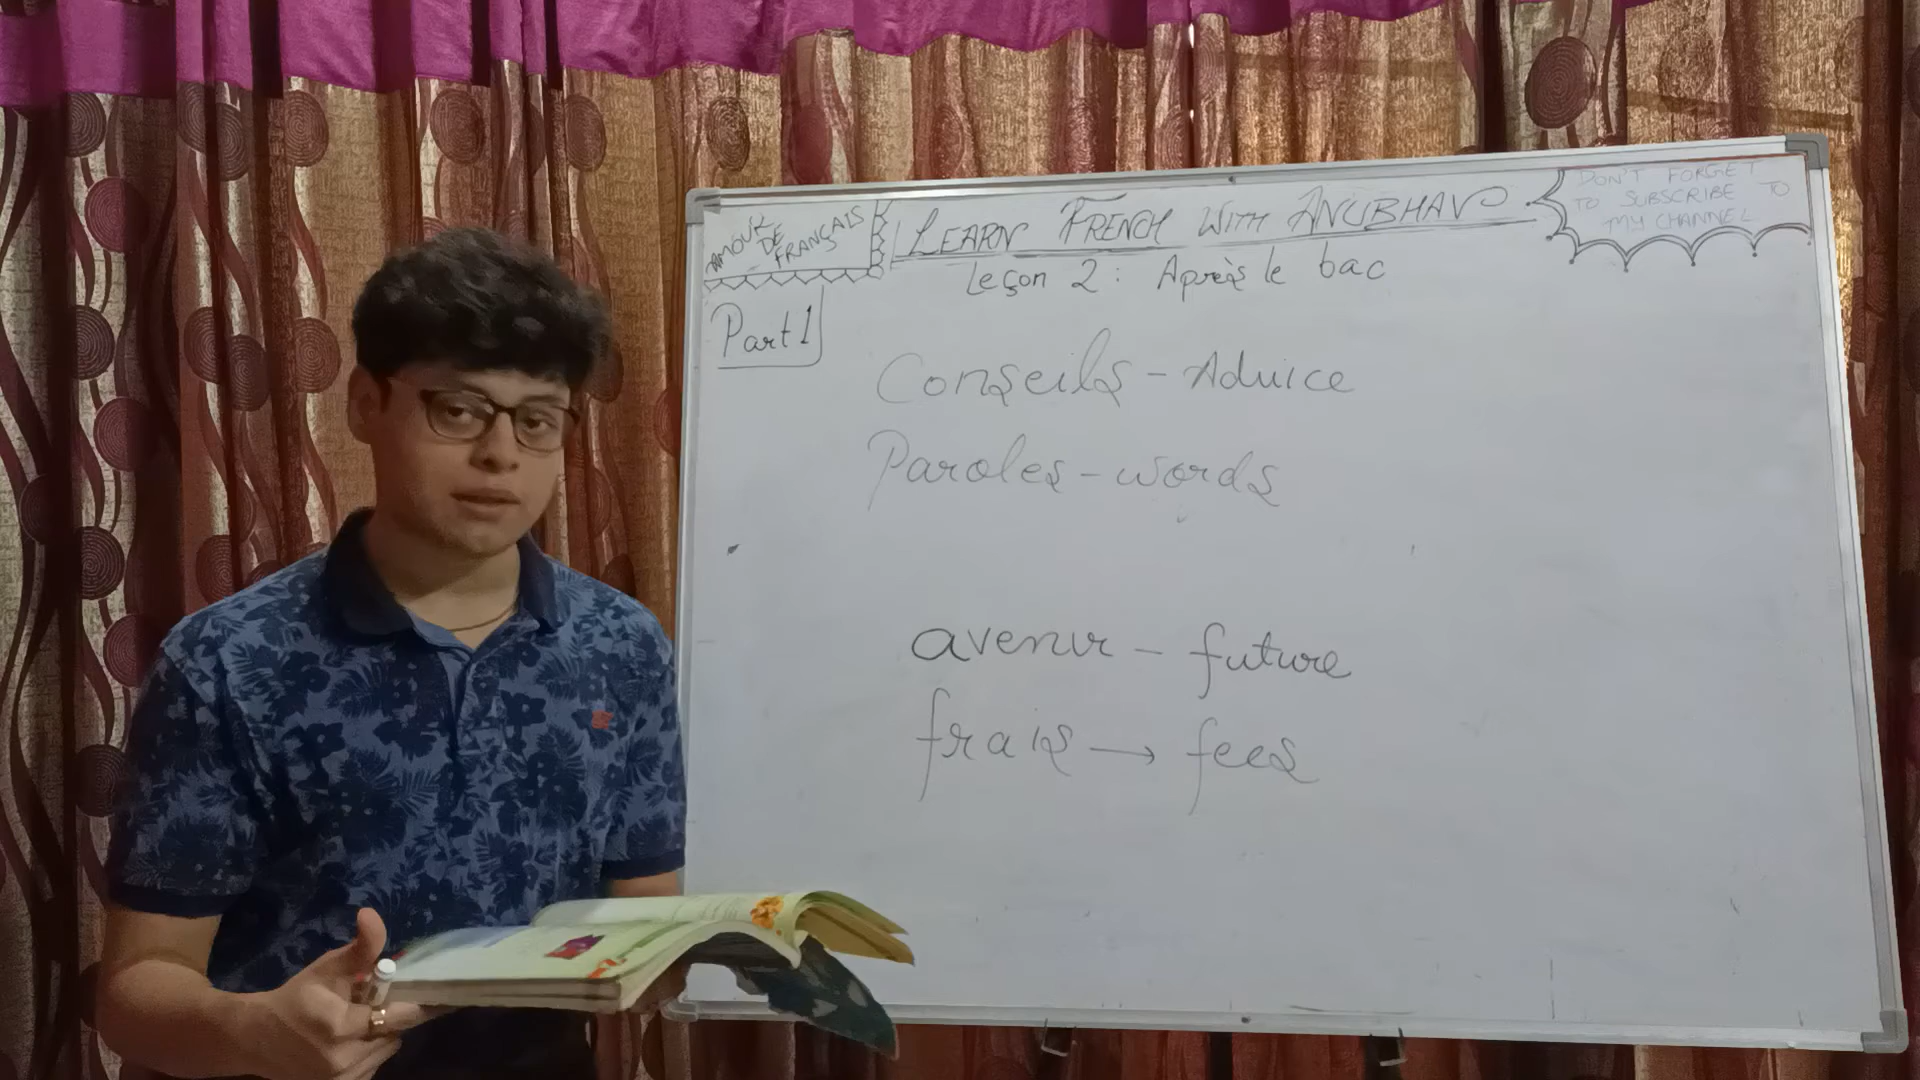 AMOUR
DE
FRANÇAIS
LEARN FRENCH WITH ANUBHAV
DON'T FORGET
TO SUBSCRIBE TO
MY CHANNEL
Leçon 2: Après le bac
Part 1
Conseils - Advice
Paroles - words
avenir - future
frais → fees